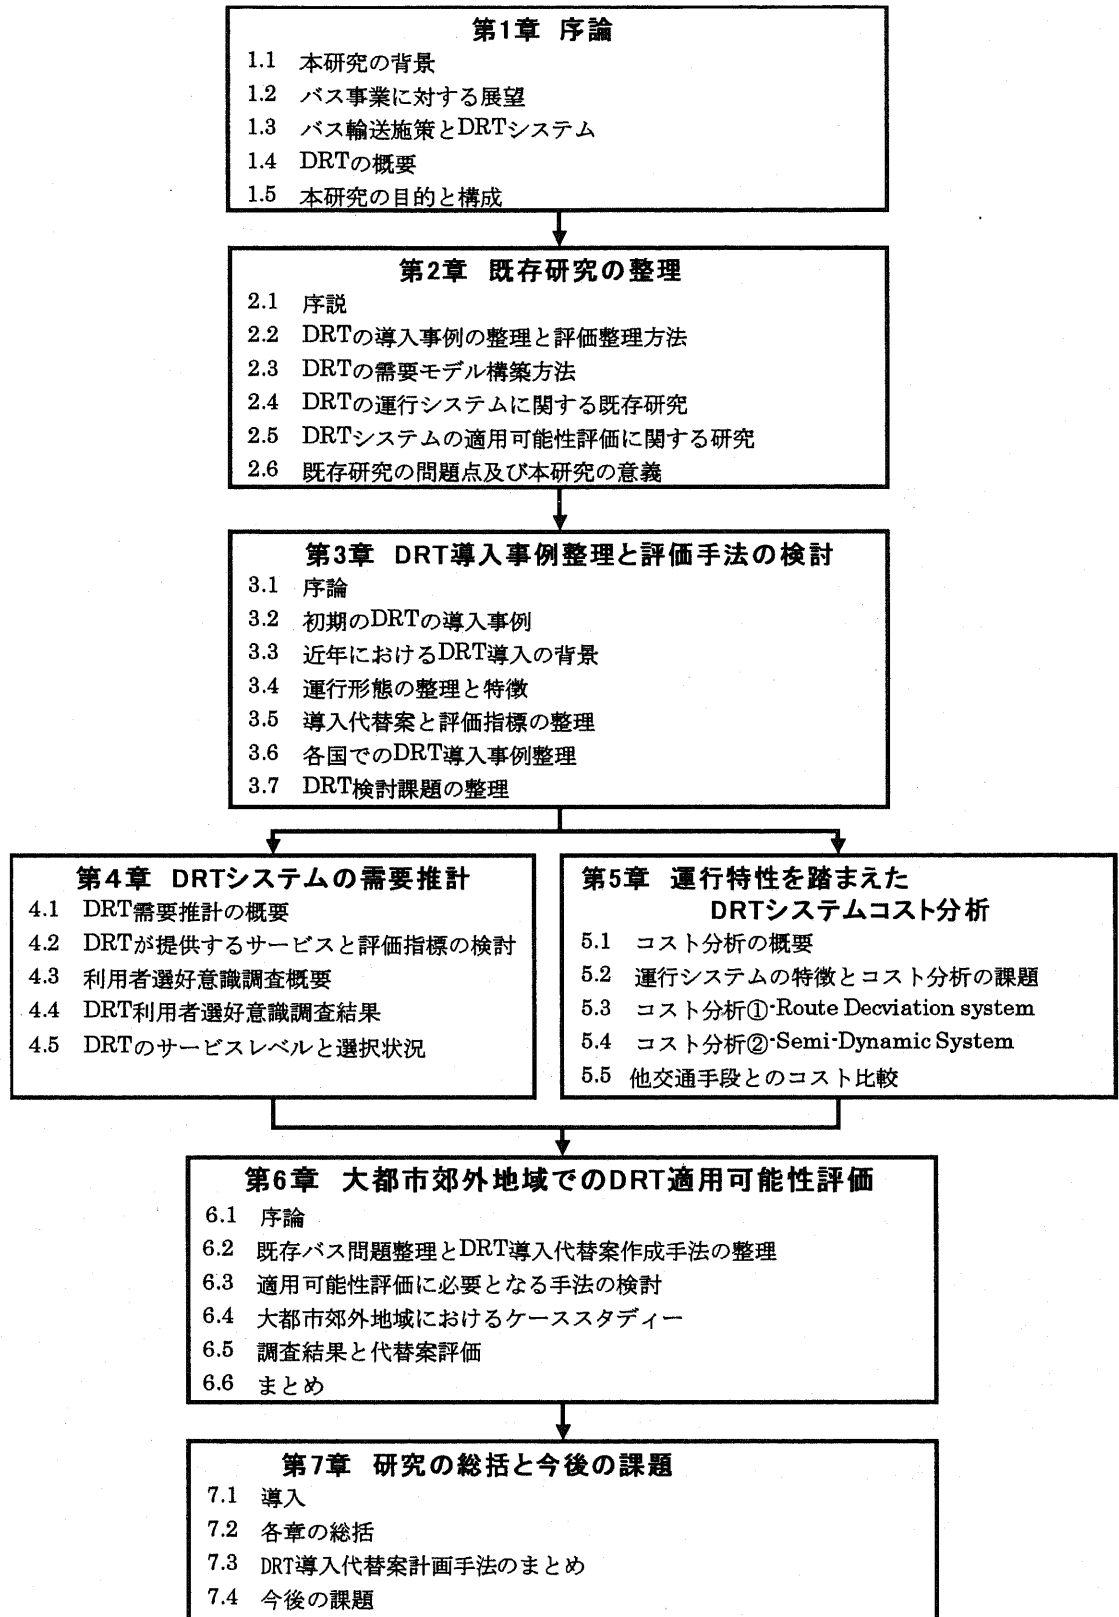 第1章 序論
1.1 本研究の背景
1.2 バス事業に対する展望
1.3 バス輸送施策とDRTシステム
1.4 DRTの概要
1.5 本研究の目的と構成
第2章 既存研究の整理
2.1 序説
2.2 DRTの導入事例の整理と評価整理方法
2.3 DRTの需要モデル構築方法
2.4 DRTの運行システムに関する既存研究
2.5 DRTシステムの適用可能性評価に関する研究
2.6 既存研究の問題点及び本研究の意義
第3章 DRT導入事例整理と評価手法の検討
3.1 序論
3.2 初期のDRTの導入事例
3.3 近年におけるDRT導入の背景
3.4 運行形態の整理と特徴
3.5 導入代替案と評価指標の整理
3.6 各国でのDRT導入事例整理
3.7 DRT検討課題の整理
第4章 DRTシステムの需要推計
4.1 DRT需要推計の概要
4.2 DRTが提供するサービスと評価指標の検討
4.3 利用者選好意識調査概要
4.4 DRT利用者選好意識調査結果
4.5 DRTのサービスレベルと選択状況
第5章 運行特性を踏まえた
DRTシステムコスト分析
5.1 コスト分析の概要
5.2 運行システムの特徴とコスト分析の課題
5.3 コスト分析①-Route Decviation system
5.4 コスト分析②-Semi-Dynamic System
5.5 他交通手段とのコスト比較
第6章 大都市郊外地域でのDRT適用可能性評価
6.1 序論
6.2 既存バス問題整理とDRT導入代替案作成手法の整理
6.3 適用可能性評価に必要となる手法の検討
6.4 大都市郊外地域におけるケーススタディー
6.5 調査結果と代替案評価
6.6 まとめ
第7章 研究の総括と今後の課題
7.1 導入
7.2 各章の総括
7.3 DRT導入代替案計画手法のまとめ
7.4 今後の課題